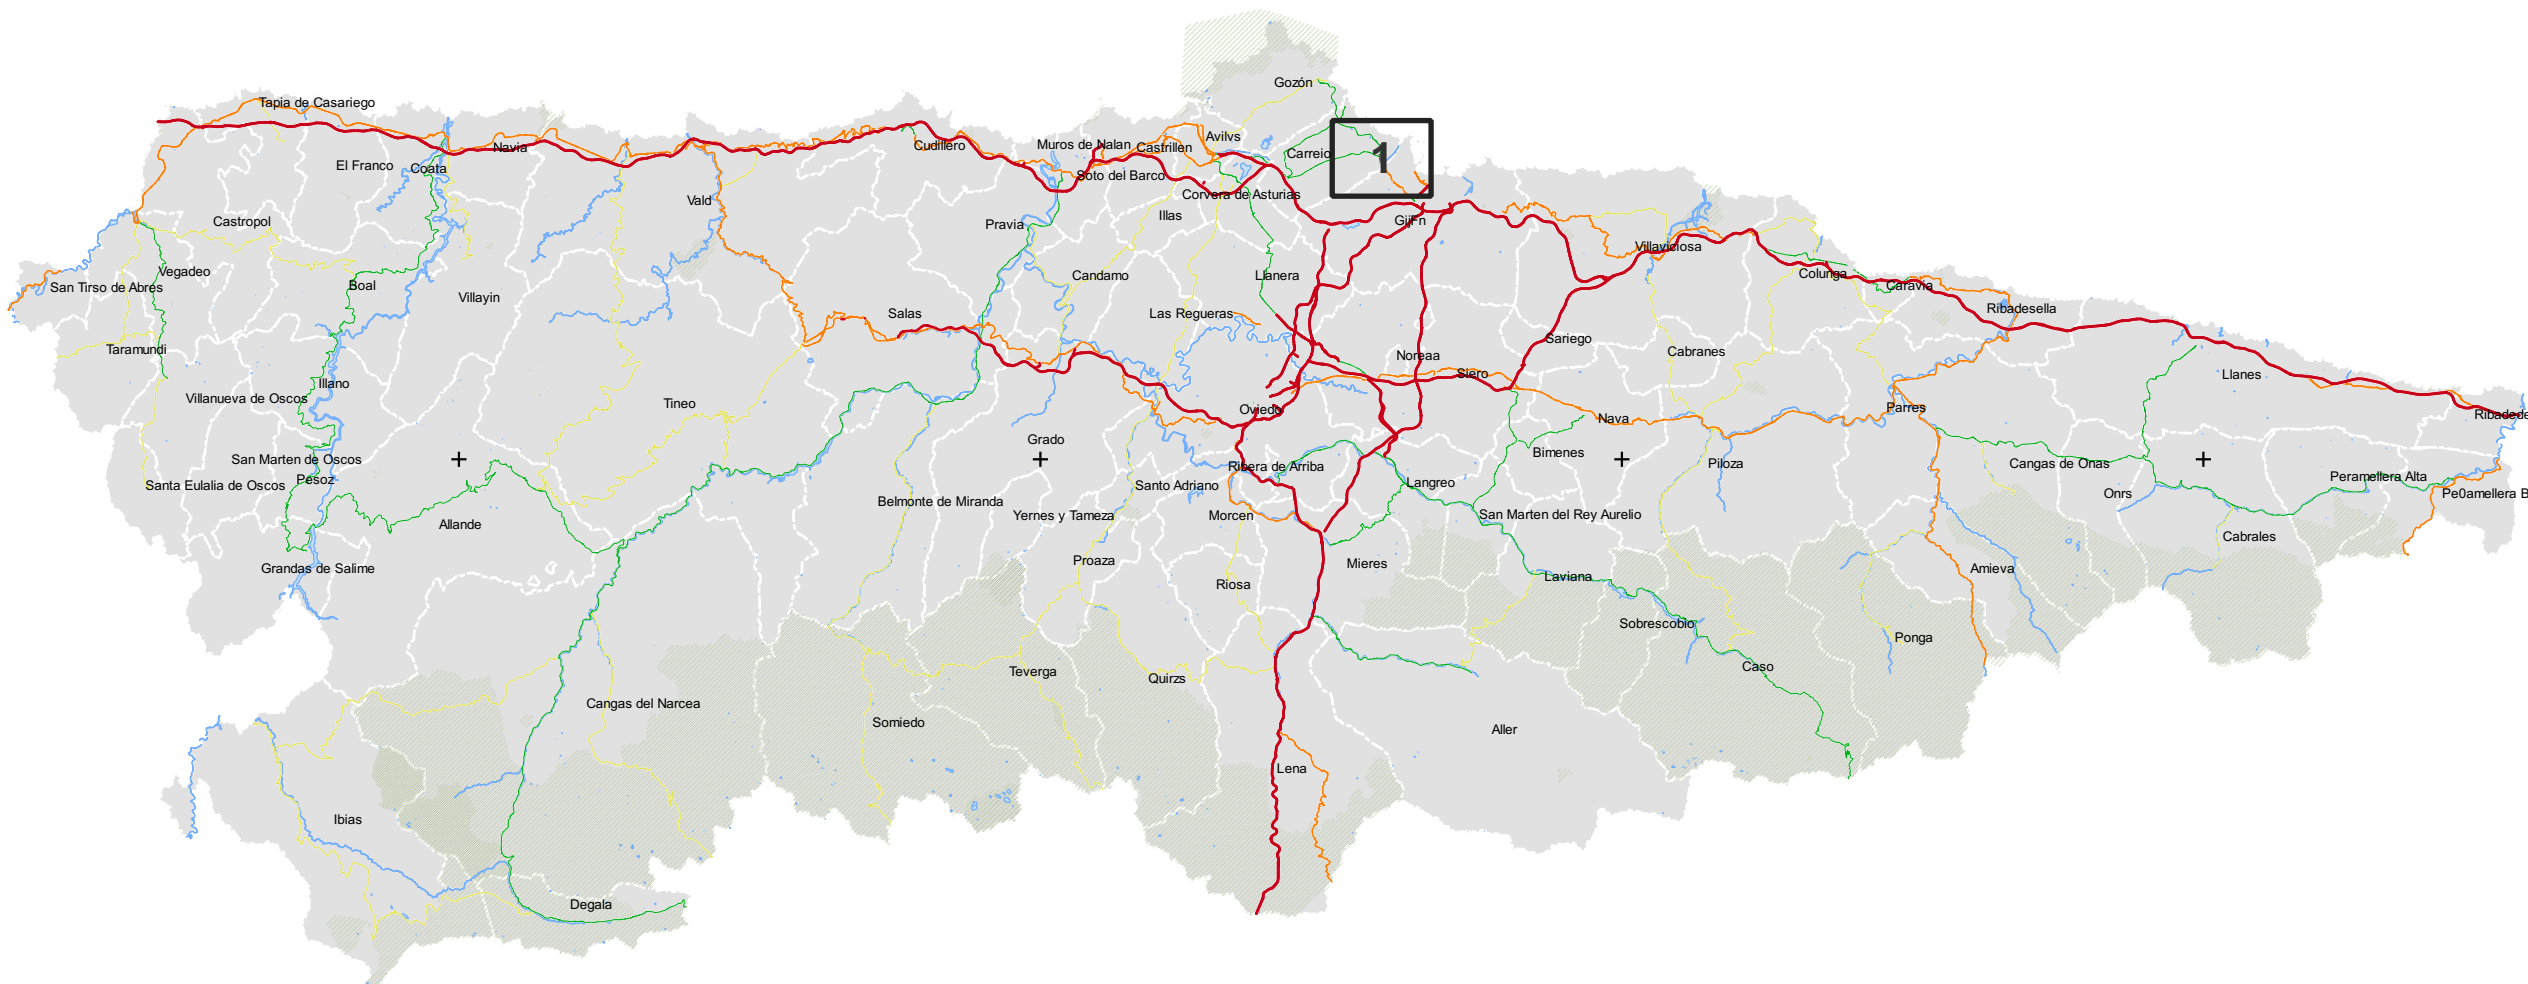 Gozón
Tapia de Casariego
Avilvs
Muros de Nalan
Castrillen
Cudillero
Navia
Carreio
1
El Franco
Coata
Soto del Barco
Corvera de Asturias
Vald
Illas
Pravia
GijFn
Castropol
Villaviciosa
Vegadeo
San Tirso de Abres
Boal
Villayin
Candamo
Llanera
Colunga
Caravia
Ribadesella
Salas
Las Regueras
Sariego
Taramundi
Noreaa
Cabranes
Siero
Llanes
Illano
Villanueva de Oscos
Tineo
Oviedo
Nava
Parres
Ribadede
Grado
Bimenes
San Marten de Oscos
Ribera de Arriba
Piloza
Cangas de Onas
Pesoz
Santa Eulalia de Oscos
Santo Adriano
Langreo
Peramellera Alta
Onrs
Pe0amellera B
Belmonte de Miranda
Yernes y Tameza
Morcen
San Marten del Rey Aurelio
Allande
Cabrales
Proaza
Mieres
Grandas de Salime
Amieva
Riosa
Laviana
Sobrescobio
Ponga
Teverga
Quirzs
Caso
Cangas del Narcea
Somiedo
Aller
Lena
Ibias
Degala